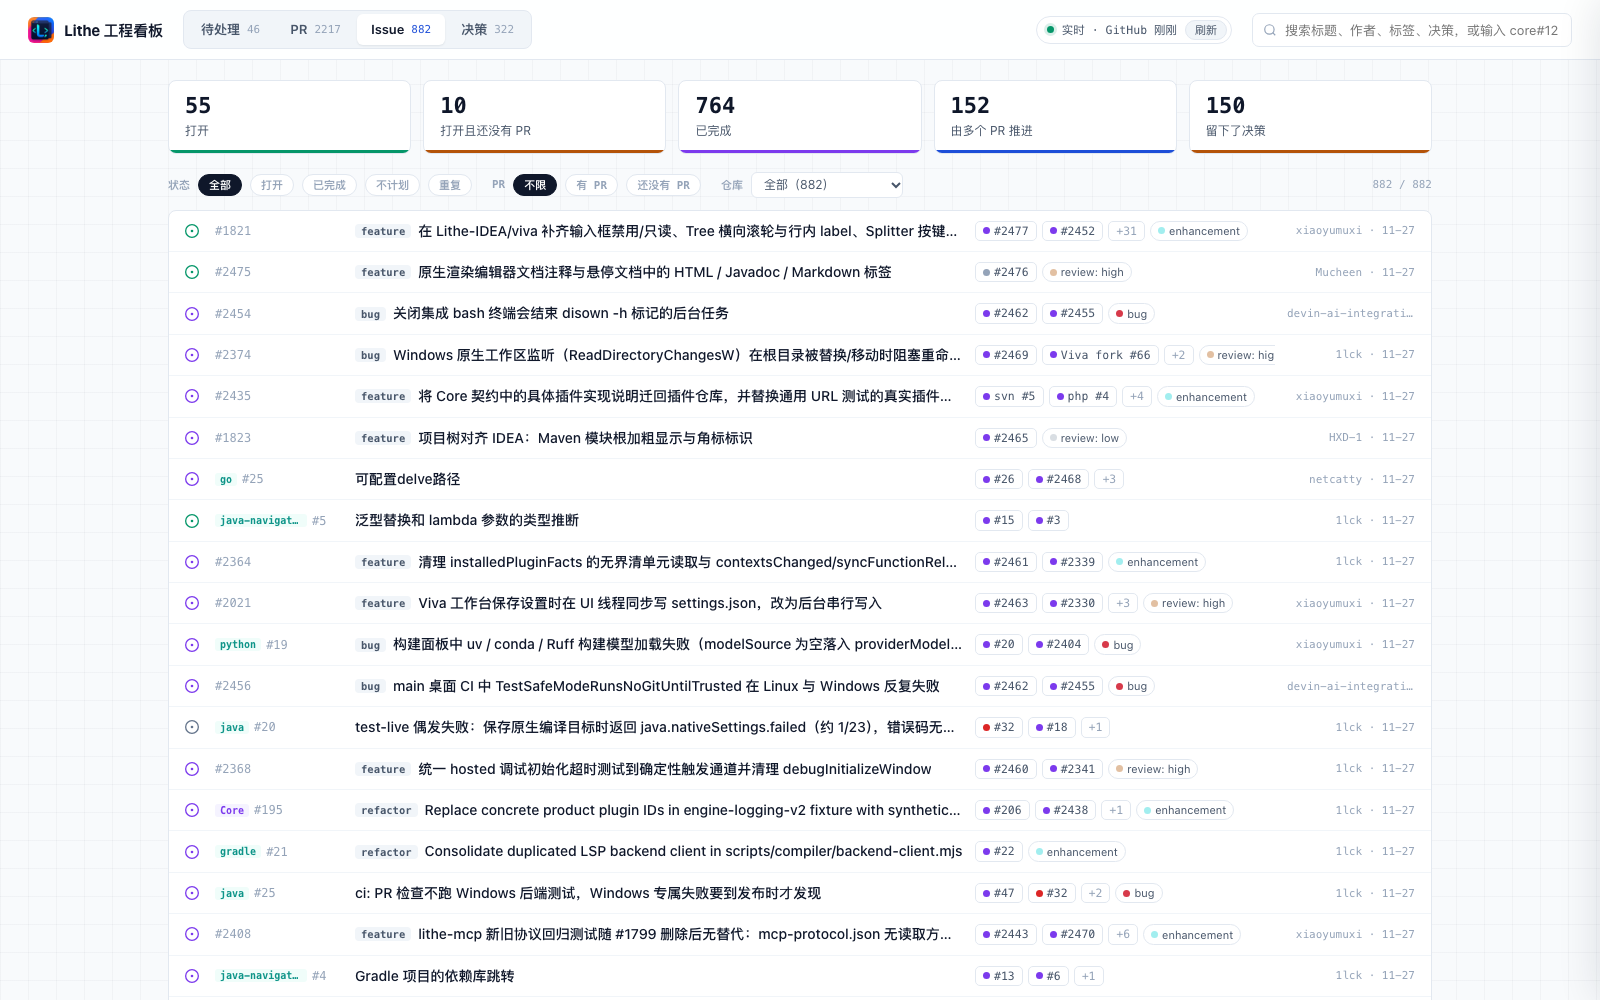 Lithe 工程看板
待处理 46
PR 2217
Issue 882
决策 322
实时 · GitHub 刚刚 刷新
搜索标题、作者、标签、决策，或输入 core#12
55
打开
10
打开且还没有 PR
764
已完成
152
由多个 PR 推进
150
留下了决策
状态 全部 打开 已完成 不计划 重复 PR 不限 有 PR 还没有 PR 仓库 全部（882） 882 / 882
#1821 feature 在 Lithe-IDEA/viva 补齐输入框禁用/只读、Tree 横向滚轮与行内 label、Splitter 按键... #2477 #2452 +31 enhancement xiaoyumuxi · 11-27
#2475 feature 原生渲染编辑器文档注释与悬停文档中的 HTML / Javadoc / Markdown 标签 #2476 review: high Mucheen · 11-27
#2454 bug 关闭集成 bash 终端会结束 disown -h 标记的后台任务 #2462 #2455 bug devin-ai-integrati…
#2374 bug Windows 原生工作区监听（ReadDirectoryChangesW）在根目录被替换/移动时阻塞重命... #2469 Viva fork #66 +2 review: hig 1lck · 11-27
#2435 feature 将 Core 契约中的具体插件实现说明迁回插件仓库，并替换通用 URL 测试的真实插件... svn #5 php #4 +4 enhancement xiaoyumuxi · 11-27
#1823 feature 项目树对齐 IDEA：Maven 模块根加粗显示与角标标识 #2465 review: low HXD-1 · 11-27
go #25 可配置delve路径 #26 #2468 +3 netcatty · 11-27
java-navigat… #5 泛型替换和 lambda 参数的类型推断 #15 #3 1lck · 11-27
#2364 feature 清理 installedPluginFacts 的无界清单元读取与 contextsChanged/syncFunctionRel... #2461 #2339 enhancement 1lck · 11-27
#2021 feature Viva 工作台保存设置时在 UI 线程同步写 settings.json，改为后台串行写入 #2463 #2330 +3 review: high xiaoyumuxi · 11-27
python #19 bug 构建面板中 uv / conda / Ruff 构建模型加载失败（modelSource 为空落入 providerModel... #20 #2404 bug xiaoyumuxi · 11-27
#2456 bug main 桌面 CI 中 TestSafeModeRunsNoGitUntilTrusted 在 Linux 与 Windows 反复失败 #2462 #2455 bug devin-ai-integrati…
java #20 test-live 偶发失败：保存原生编译目标时返回 java.nativeSettings.failed（约 1/23），错误码无... #32 #18 +1 1lck · 11-27
#2368 feature 统一 hosted 调试初始化超时测试到确定性触发通道并清理 debugInitializeWindow #2460 #2341 review: high 1lck · 11-27
Core #195 refactor Replace concrete product plugin IDs in engine-logging-v2 fixture with synthetic... #206 #2438 +1 enhancement 1lck · 11-27
gradle #21 refactor Consolidate duplicated LSP backend client in scripts/compiler/backend-client.mjs #22 enhancement 1lck · 11-27
java #25 ci: PR 检查不跑 Windows 后端测试，Windows 专属失败要到发布时才发现 #47 #32 +2 bug 1lck · 11-27
#2408 feature lithe-mcp 新旧协议回归测试随 #1799 删除后无替代：mcp-protocol.json 无读取方... #2443 #2470 +6 enhancement xiaoyumuxi · 11-27
java-navigat… #4 Gradle 项目的依赖库跳转 #13 #6 +1 1lck · 11-27